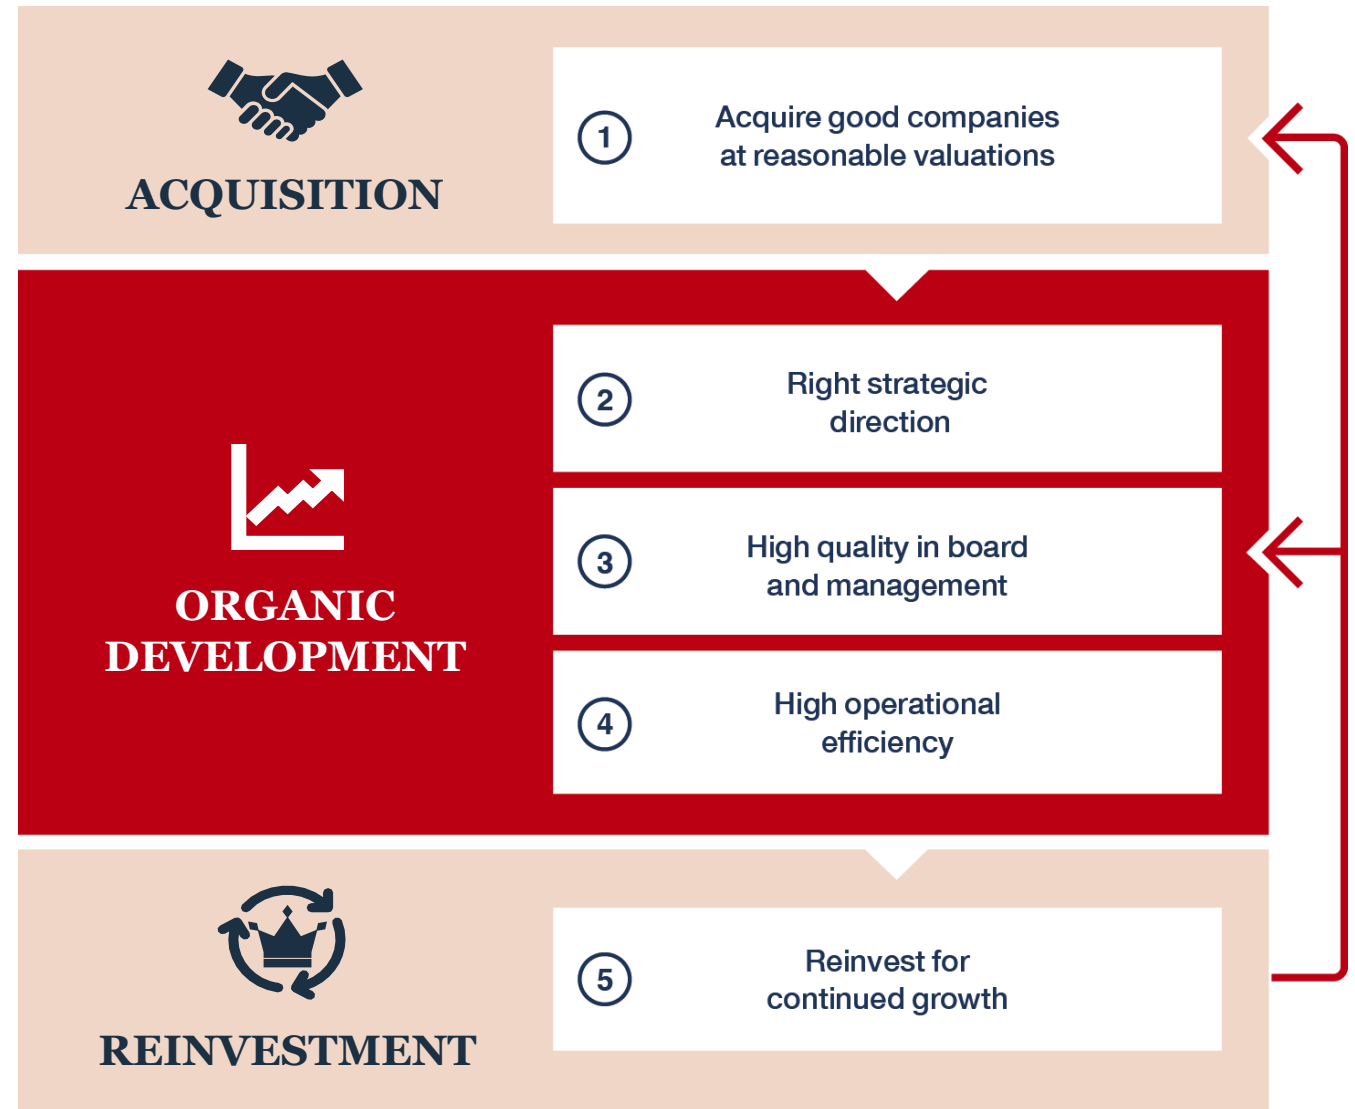 ACQUISITION
1
Acquire good companies
at reasonable valuations
ORGANIC
DEVELOPMENT
2
Right strategic
direction
3
High quality in board
and management
4
High operational
efficiency
REINVESTMENT
5
Reinvest for
continued growth